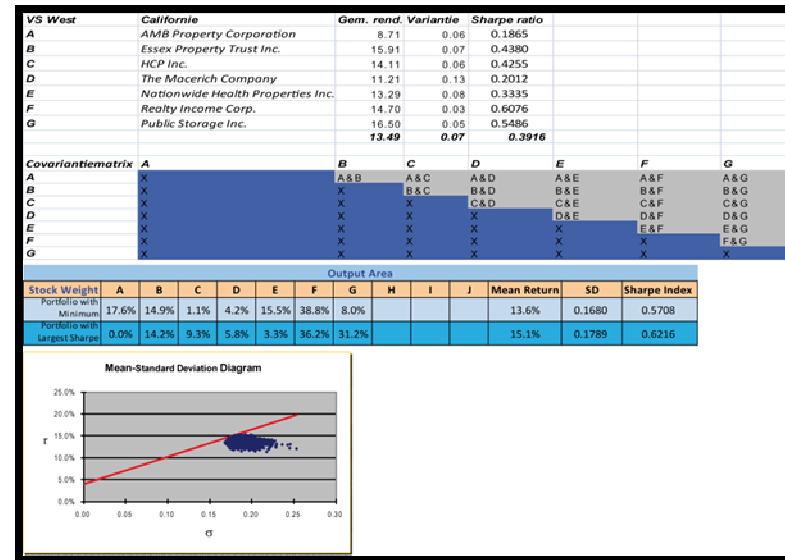 VS West Californie Gem. rend. Variantie Sharpe ratio
A AMB Property Corporation 8.71 0.06 0.1865
B Essex Property Trust Inc. 15.91 0.07 0.4380
C HCP Inc. 14.11 0.06 0.4255
D The Macerich Company 11.21 0.13 0.2012
E Nationwide Health Properties Inc. 13.29 0.08 0.3335
F Realty Income Corp. 14.70 0.03 0.6076
G Public Storage Inc. 16.50 0.05 0.5486
13.49 0.07 0.3916
Covariantiematrix A B C D E F G
A X A&B A&C A&D A&E A&F A&G
B X X B&C B&D B&E B&F B&G
C X X X C&D C&E C&F C&G
D X X X X D&E D&F D&G
E X X X X X E&F E&G
F X X X X X X F&G
G X X X X X X X
Output Area
Stock Weight A B C D E F G H I J Mean Return SD Sharpe Index
Portfolio with
Minimum 17.6% 14.9% 1.1% 4.2% 15.5% 38.8% 8.0% 13.6% 0.1680 0.5708
Portfolio with
Largest Sharpe 0.0% 14.2% 9.3% 5.8% 3.3% 36.2% 31.2% 15.1% 0.1789 0.6216
Mean-Standard Deviation Diagram
25.0%
20.0%
r 15.0%
10.0%
5.0%
0.0%
0.00 0.05 0.10 0.15 0.20 0.25 0.30
σ